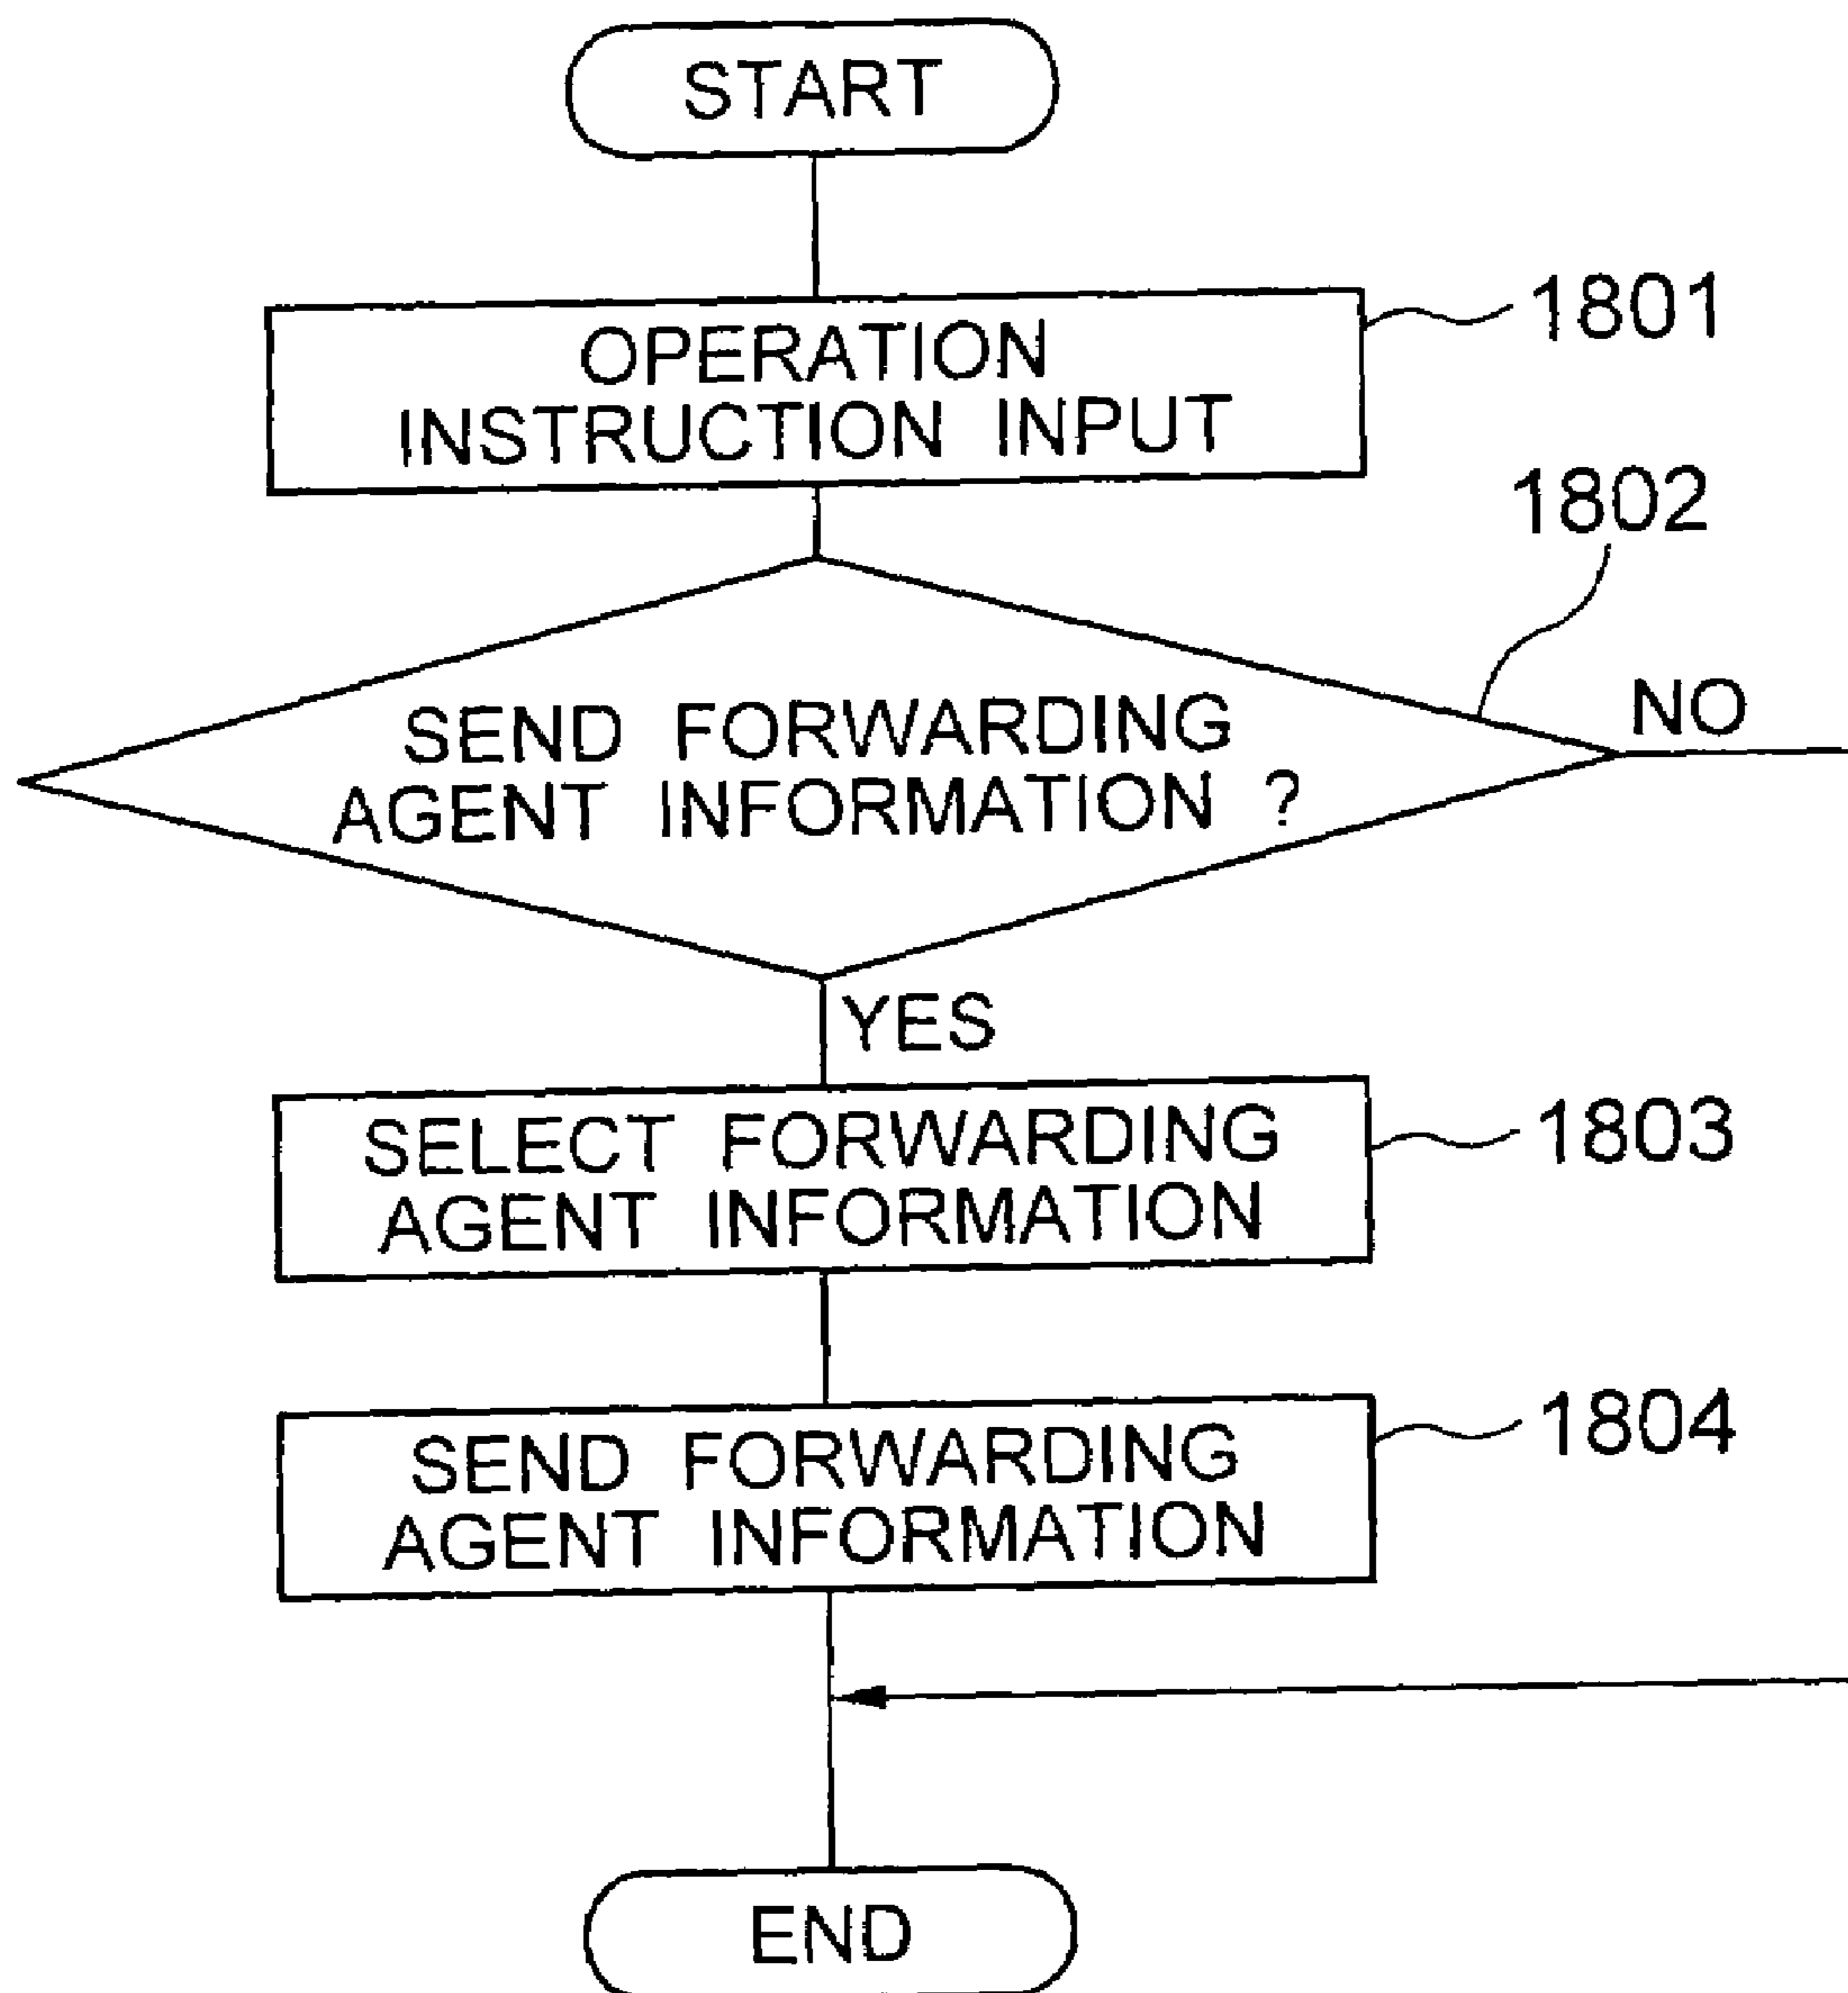 START
OPERATION
INSTRUCTION INPUT
1801
1802
SEND FORWARDING
AGENT INFORMATION ?
NO
YES
SELECT FORWARDING
AGENT INFORMATION
1803
SEND FORWARDING
AGENT INFORMATION
1804
END